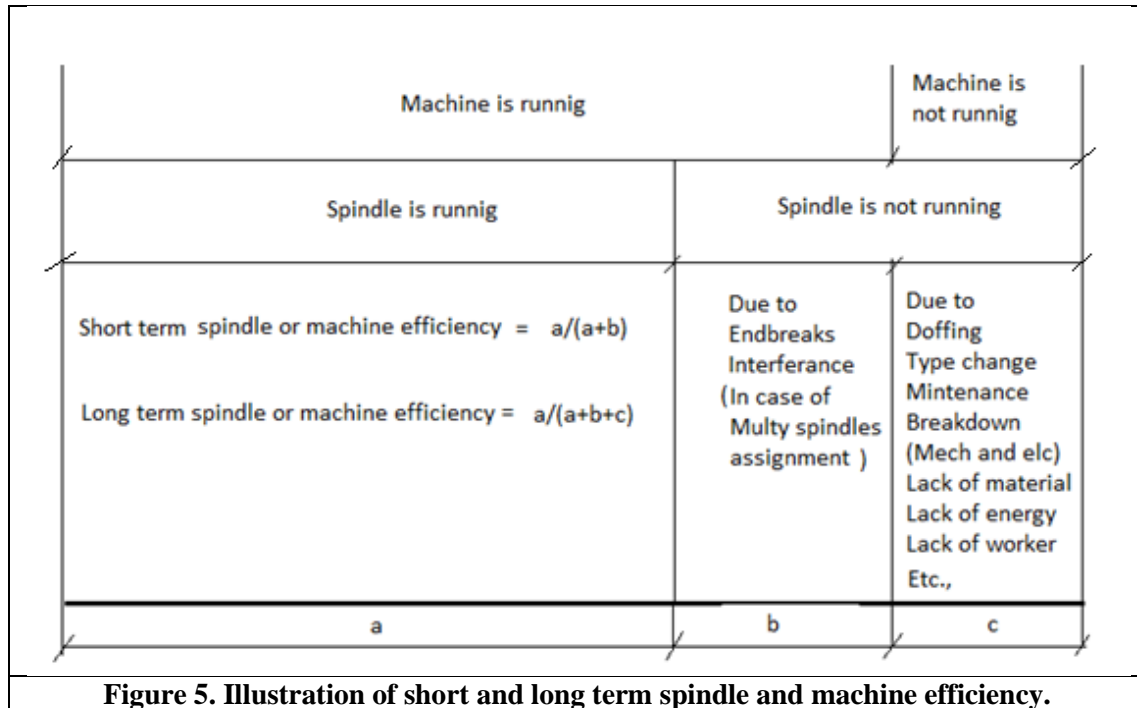 Machine is runnig
Machine is
not runnig
Spindle is runnig
Spindle is not running
Short term spindle or machine efficiency = a/(a+b)
Long term spindle or machine efficiency = a/(a+b+c)
Due to
Endbreaks
Interferance
(In case of
Multy spindles
assignment )
Due to
Doffing
Type change
Mintenance
Breakdown
(Mech and elc)
Lack of material
Lack of energy
Lack of worker
Etc.,
a
b
c
Figure 5. Illustration of short and long term spindle and machine efficiency.